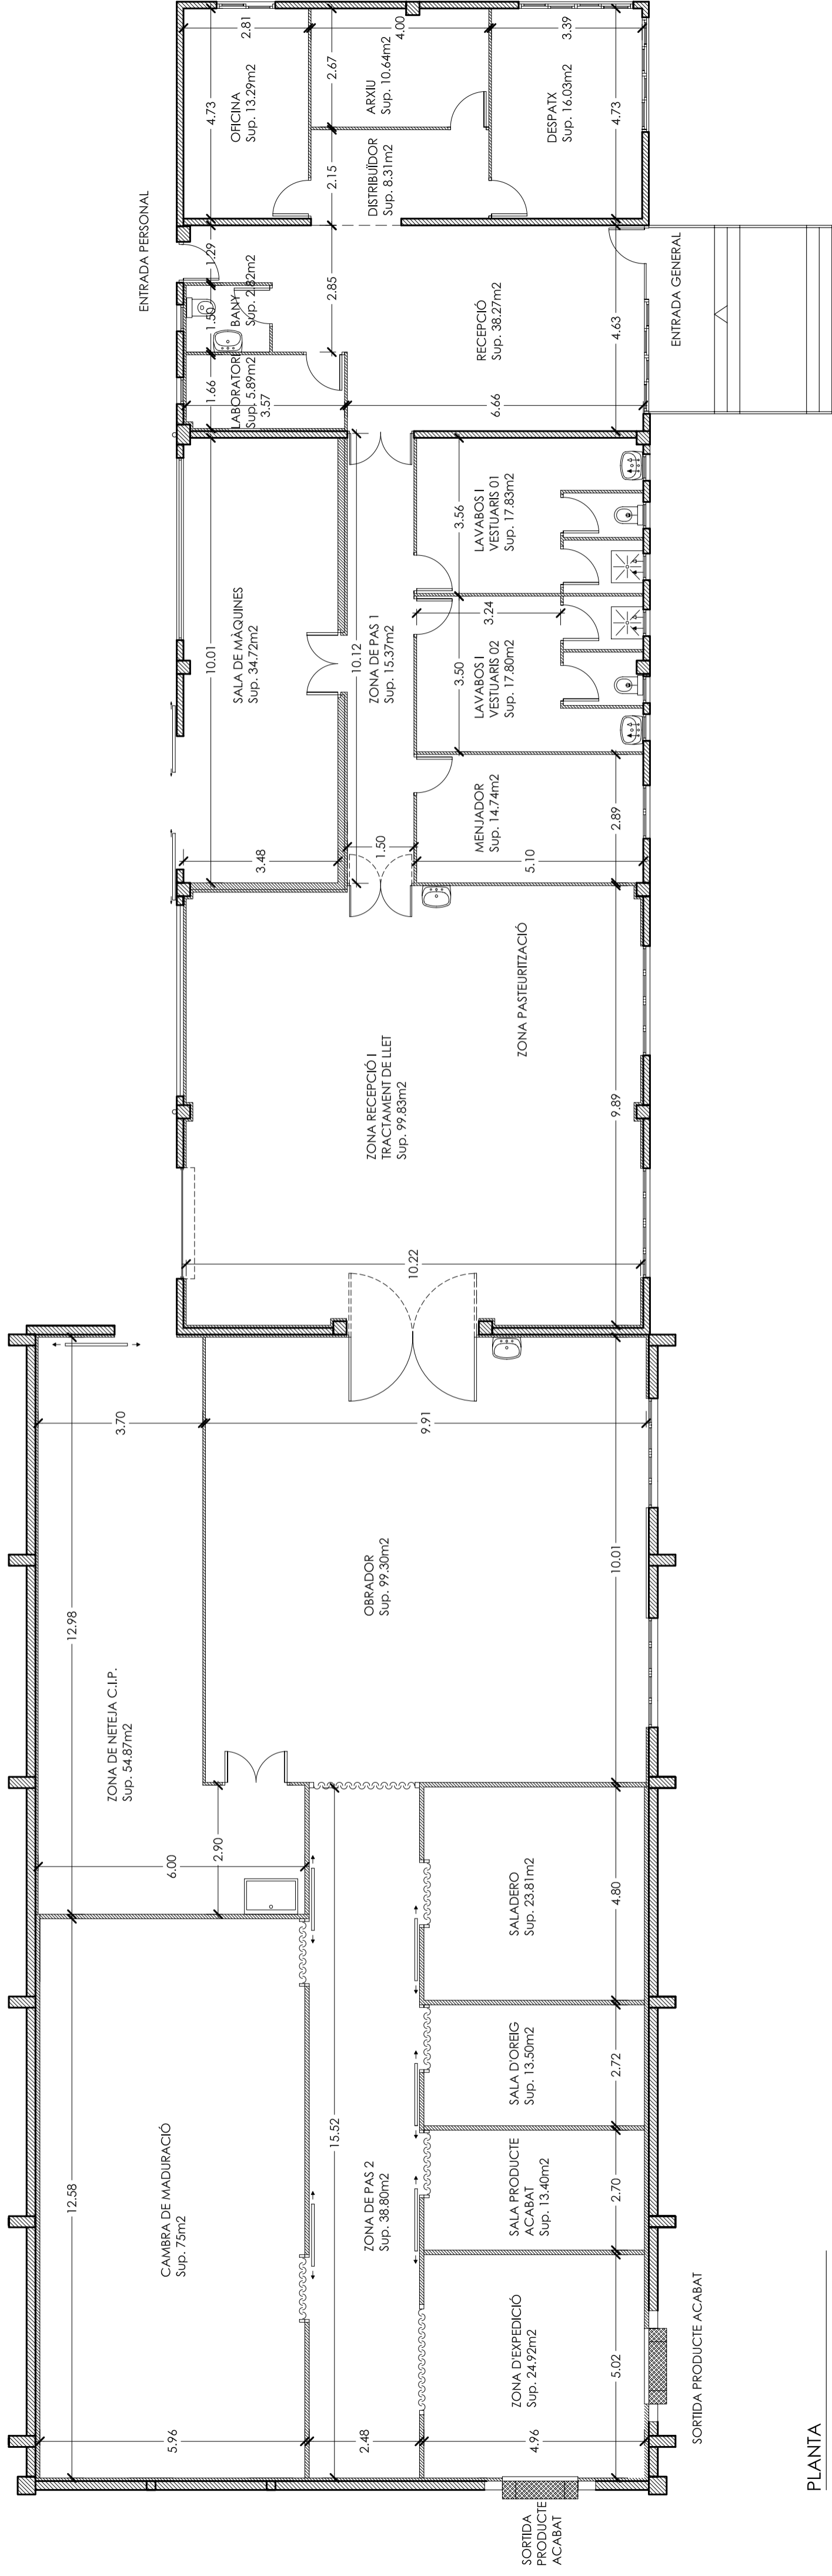 12.58
12.98
CAMBRA DE MADURACIÓ
Sup. 75m2
5.96
ZONA DE NETEJA C.I.P.
Sup. 54.87m2
3.70
6.00
2.90
15.52
ZONA DE PAS 2
Sup. 38.80m2
2.48
OBRADOR
Sup. 99.30m2
9.91
10.01
ZONA D'EXPEDICIÓ
Sup. 24.92m2
4.96
5.02
SALA PRODUCTE
ACABAT
Sup. 13.40m2
2.70
SALA D'OREIG
Sup. 13.50m2
2.72
SALADERO
Sup. 23.81m2
4.80
SORTIDA
PRODUCTE
ACABAT
SORTIDA PRODUCTE ACABAT
ZONA RECEPCIÓ I
TRACTAMENT DE LLET
Sup. 99.83m2
10.22
ZONA PASTEURITZACIÓ
9.89
10.01
SALA DE MÀQUINES
Sup. 34.72m2
3.48
10.12
ZONA DE PAS 1
Sup. 15.37m2
1.50
MENJADOR
Sup. 14.74m2
5.10
2.89
3.50
LAVABOS I
VESTUARIS 02
Sup. 17.80m2
3.24
3.56
LAVABOS I
VESTUARIS 01
Sup. 17.83m2
ENTRADA PERSONAL
1.66
1.50
1.29
LABORATORI
Sup. 5.89m2
3.57
BANY
Sup. 2.82m2
2.85
RECEPCIÓ
Sup. 38.27m2
6.66
4.63
ENTRADA GENERAL
4.73
OFICINA
Sup. 13.29m2
2.81
2.15
2.67
DISTRIBUÏDOR
Sup. 8.31m2
ARXIU
Sup. 10.64m2
4.00
DESPATX
Sup. 16.03m2
3.39
4.73
PLANTA